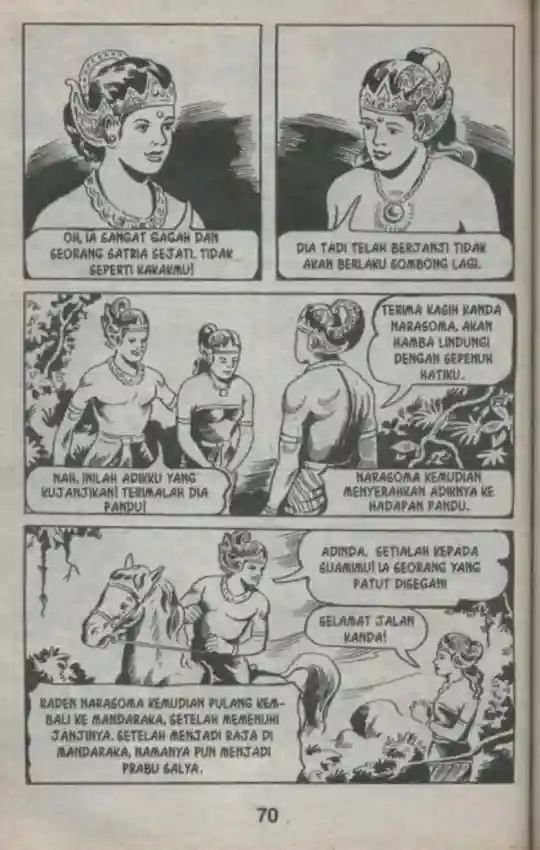 OH, IA SANGAT GAGAH DAN
SEORANG SATRIA SEJATI. TIDAK
SEPERTI KAKAKMU!
DIA TADI TELAH BERJANJI TIDAK
AKAN BERLAKU SOMBONG LAGI.
TERIMA KASIH KANDA
NARASOMA, AKAN
HAMBA LINDUNGI
DENGAN SEPENUH
HATIKU.
NAH, INILAH ADIKKU YANG
KUJANJIKAN! TERIMALAH DIA
PANDU!
NARASOMA KEMUDIAN
MENYERAHKAN ADIKNYA KE
HADAPAN PANDU.
ADINDA, SETIALAH KEPADA
SUAMIMU! IA SEORANG YANG
PATUT DISEGANI
SELAMAT JALAN
KANDA!
RADEN NARASOMA KEMUDIAN PULANG KEM-
BALI KE MANDARAKA, SETELAH MEMENUHI
JANJINYA. SETELAH MENJADI RAJA DI
MANDARAKA, NAMANYA PUN MENJADI
PRABU SALYA.
70